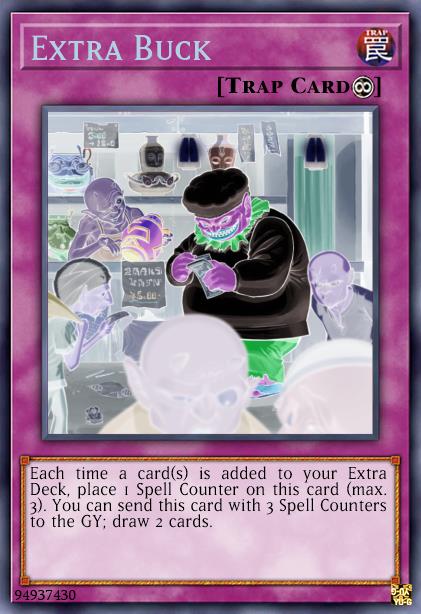 Extra Buck
TRAP
罠
[Trap Card]
Each time a card(s) is added to your Extra
Deck, place 1 Spell Counter on this card (max.
3). You can send this card with 3 Spell Counters
to the GY; draw 2 cards.
94937430